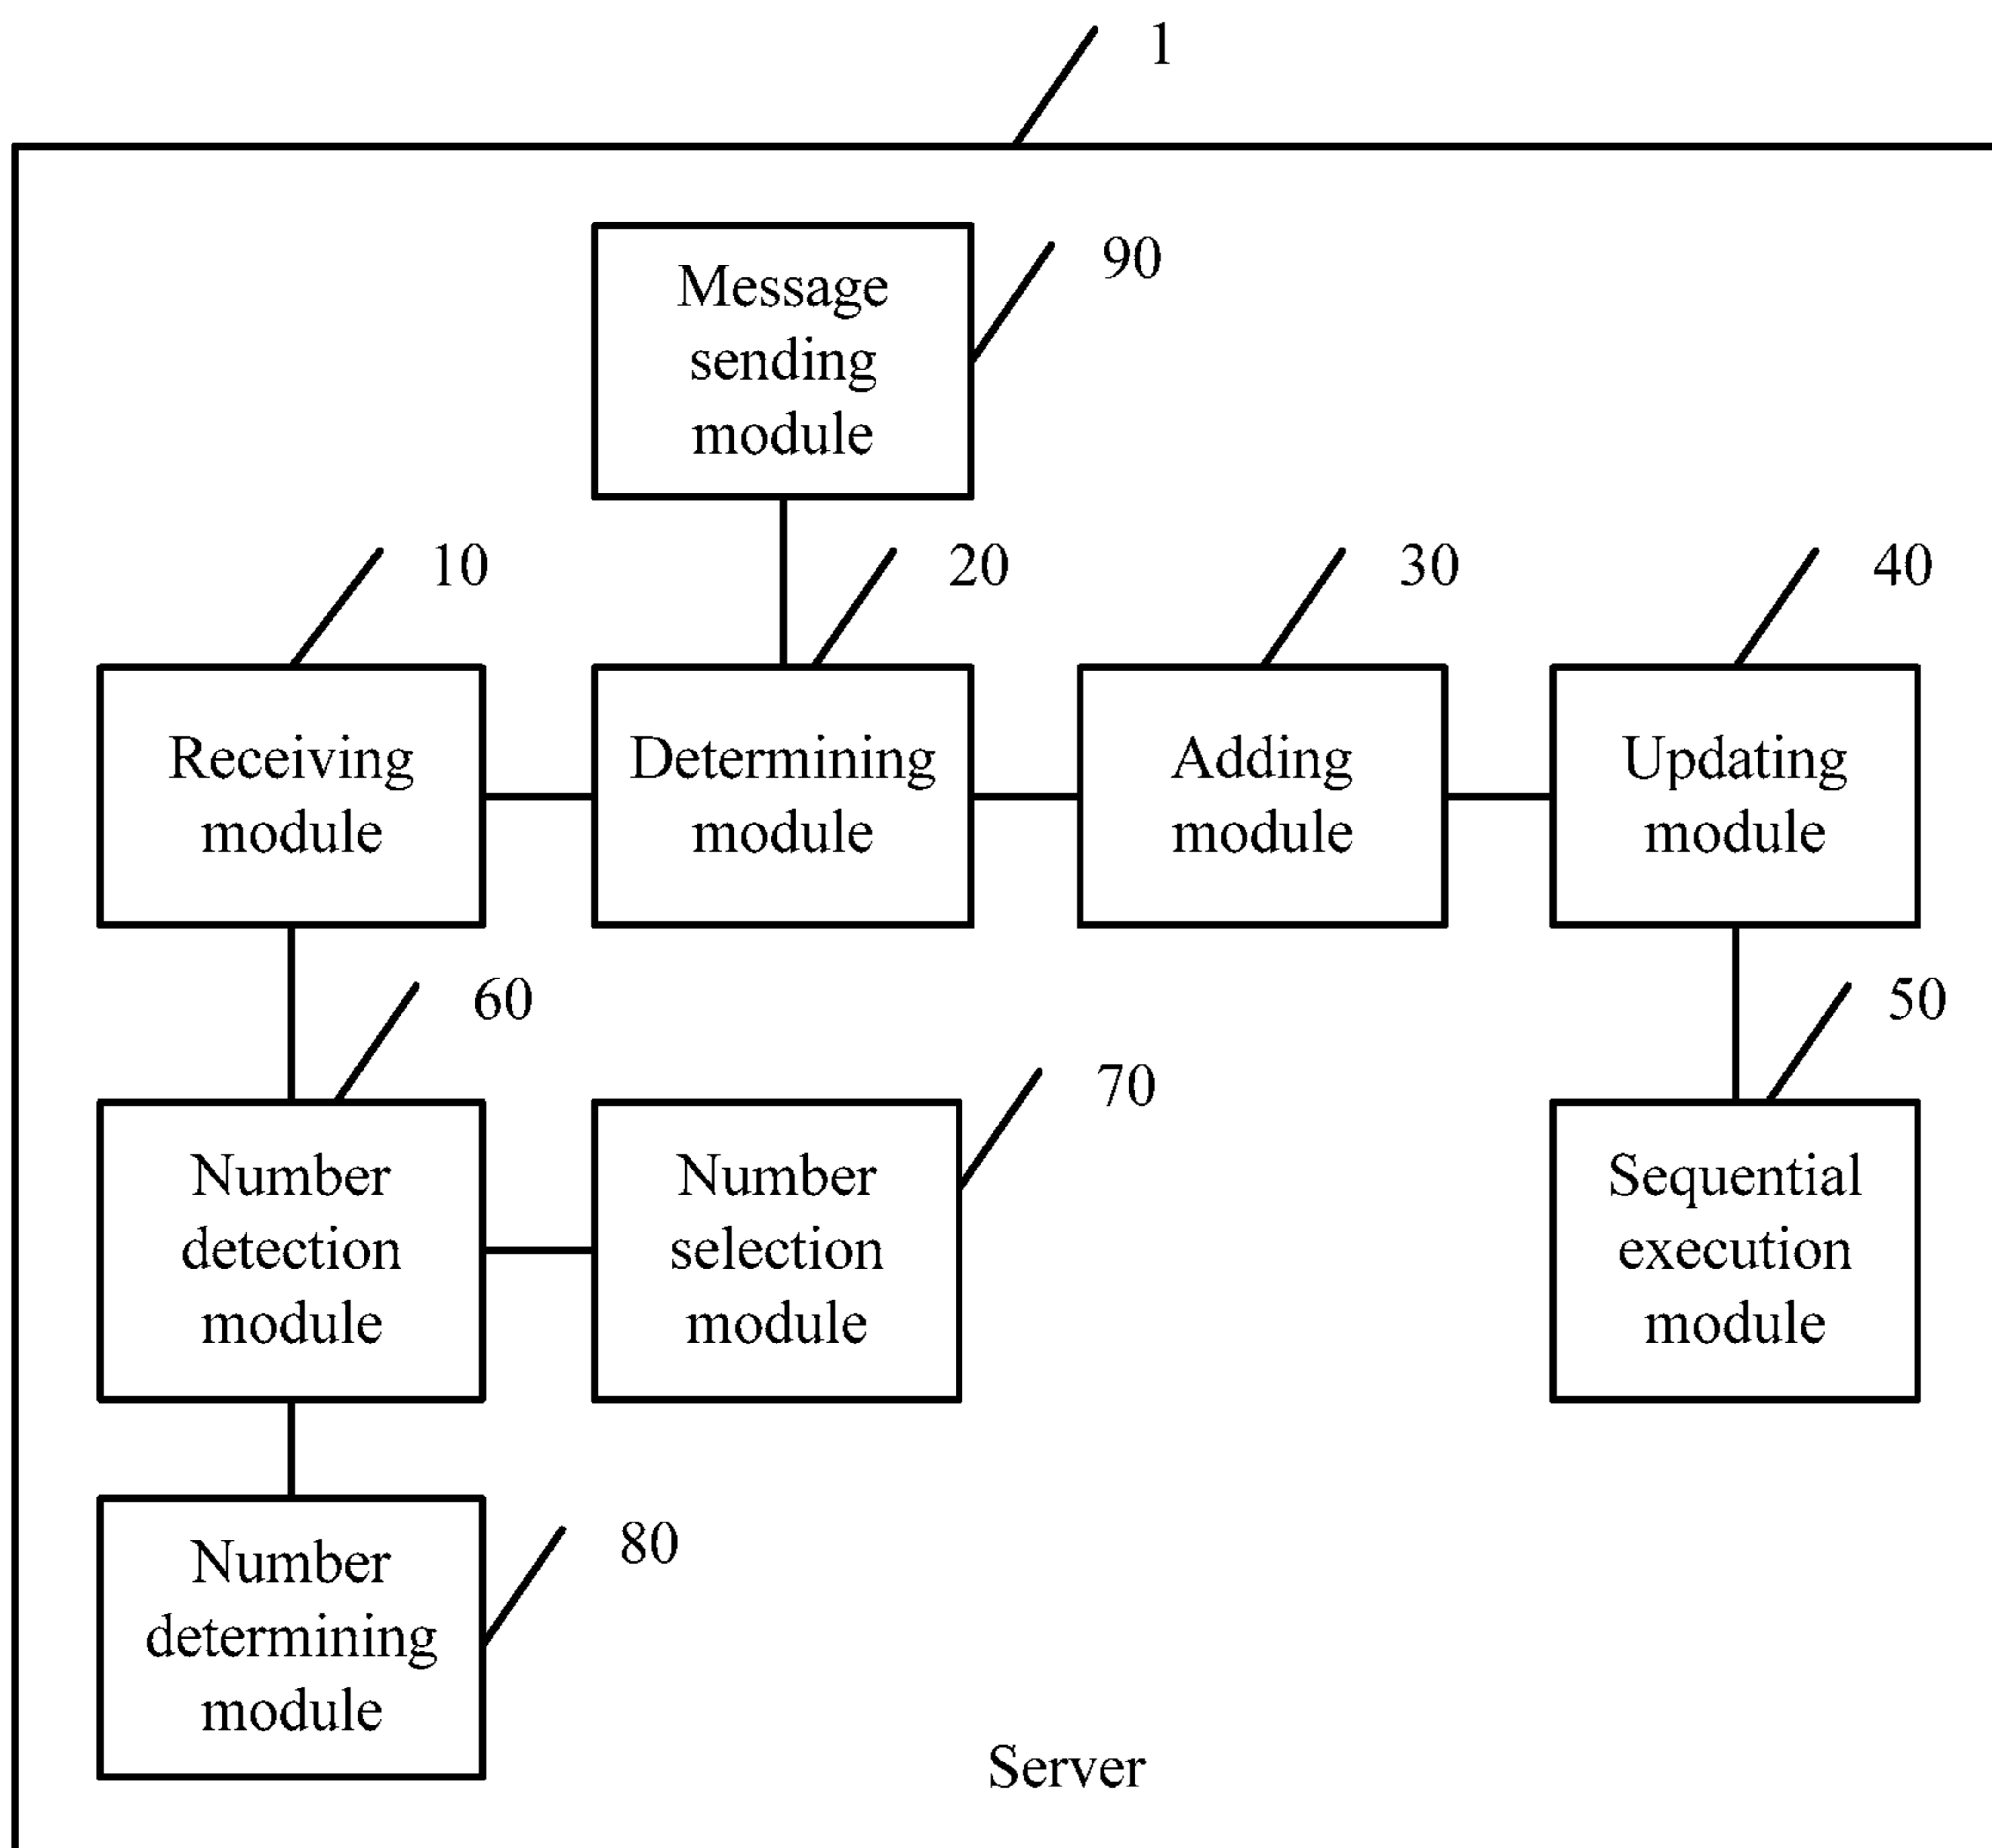 1
Message
sending
module
90
10
20
30
40
Receiving
module
Determining
module
Adding
module
Updating
module
60
50
70
Number
detection
module
Number
selection
module
Sequential
execution
module
80
Number
determining
module
Server